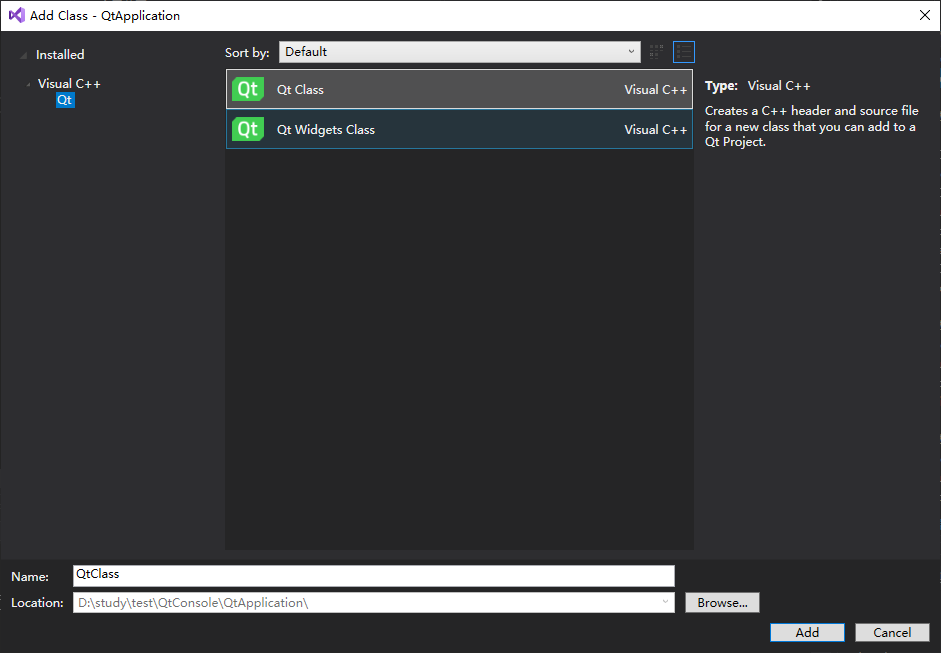 Add Class - QtApplication
Installed
Visual C++
Qt
Sort by: Default
Qt Qt Class Visual C++
Qt Qt Widgets Class Visual C++
Type: Visual C++
Creates a C++ header and source file
for a new class that you can add to a
Qt Project.
Name: QtClass
Location: D:\study\test\QtConsole\QtApplication\ Browse...
Add Cancel